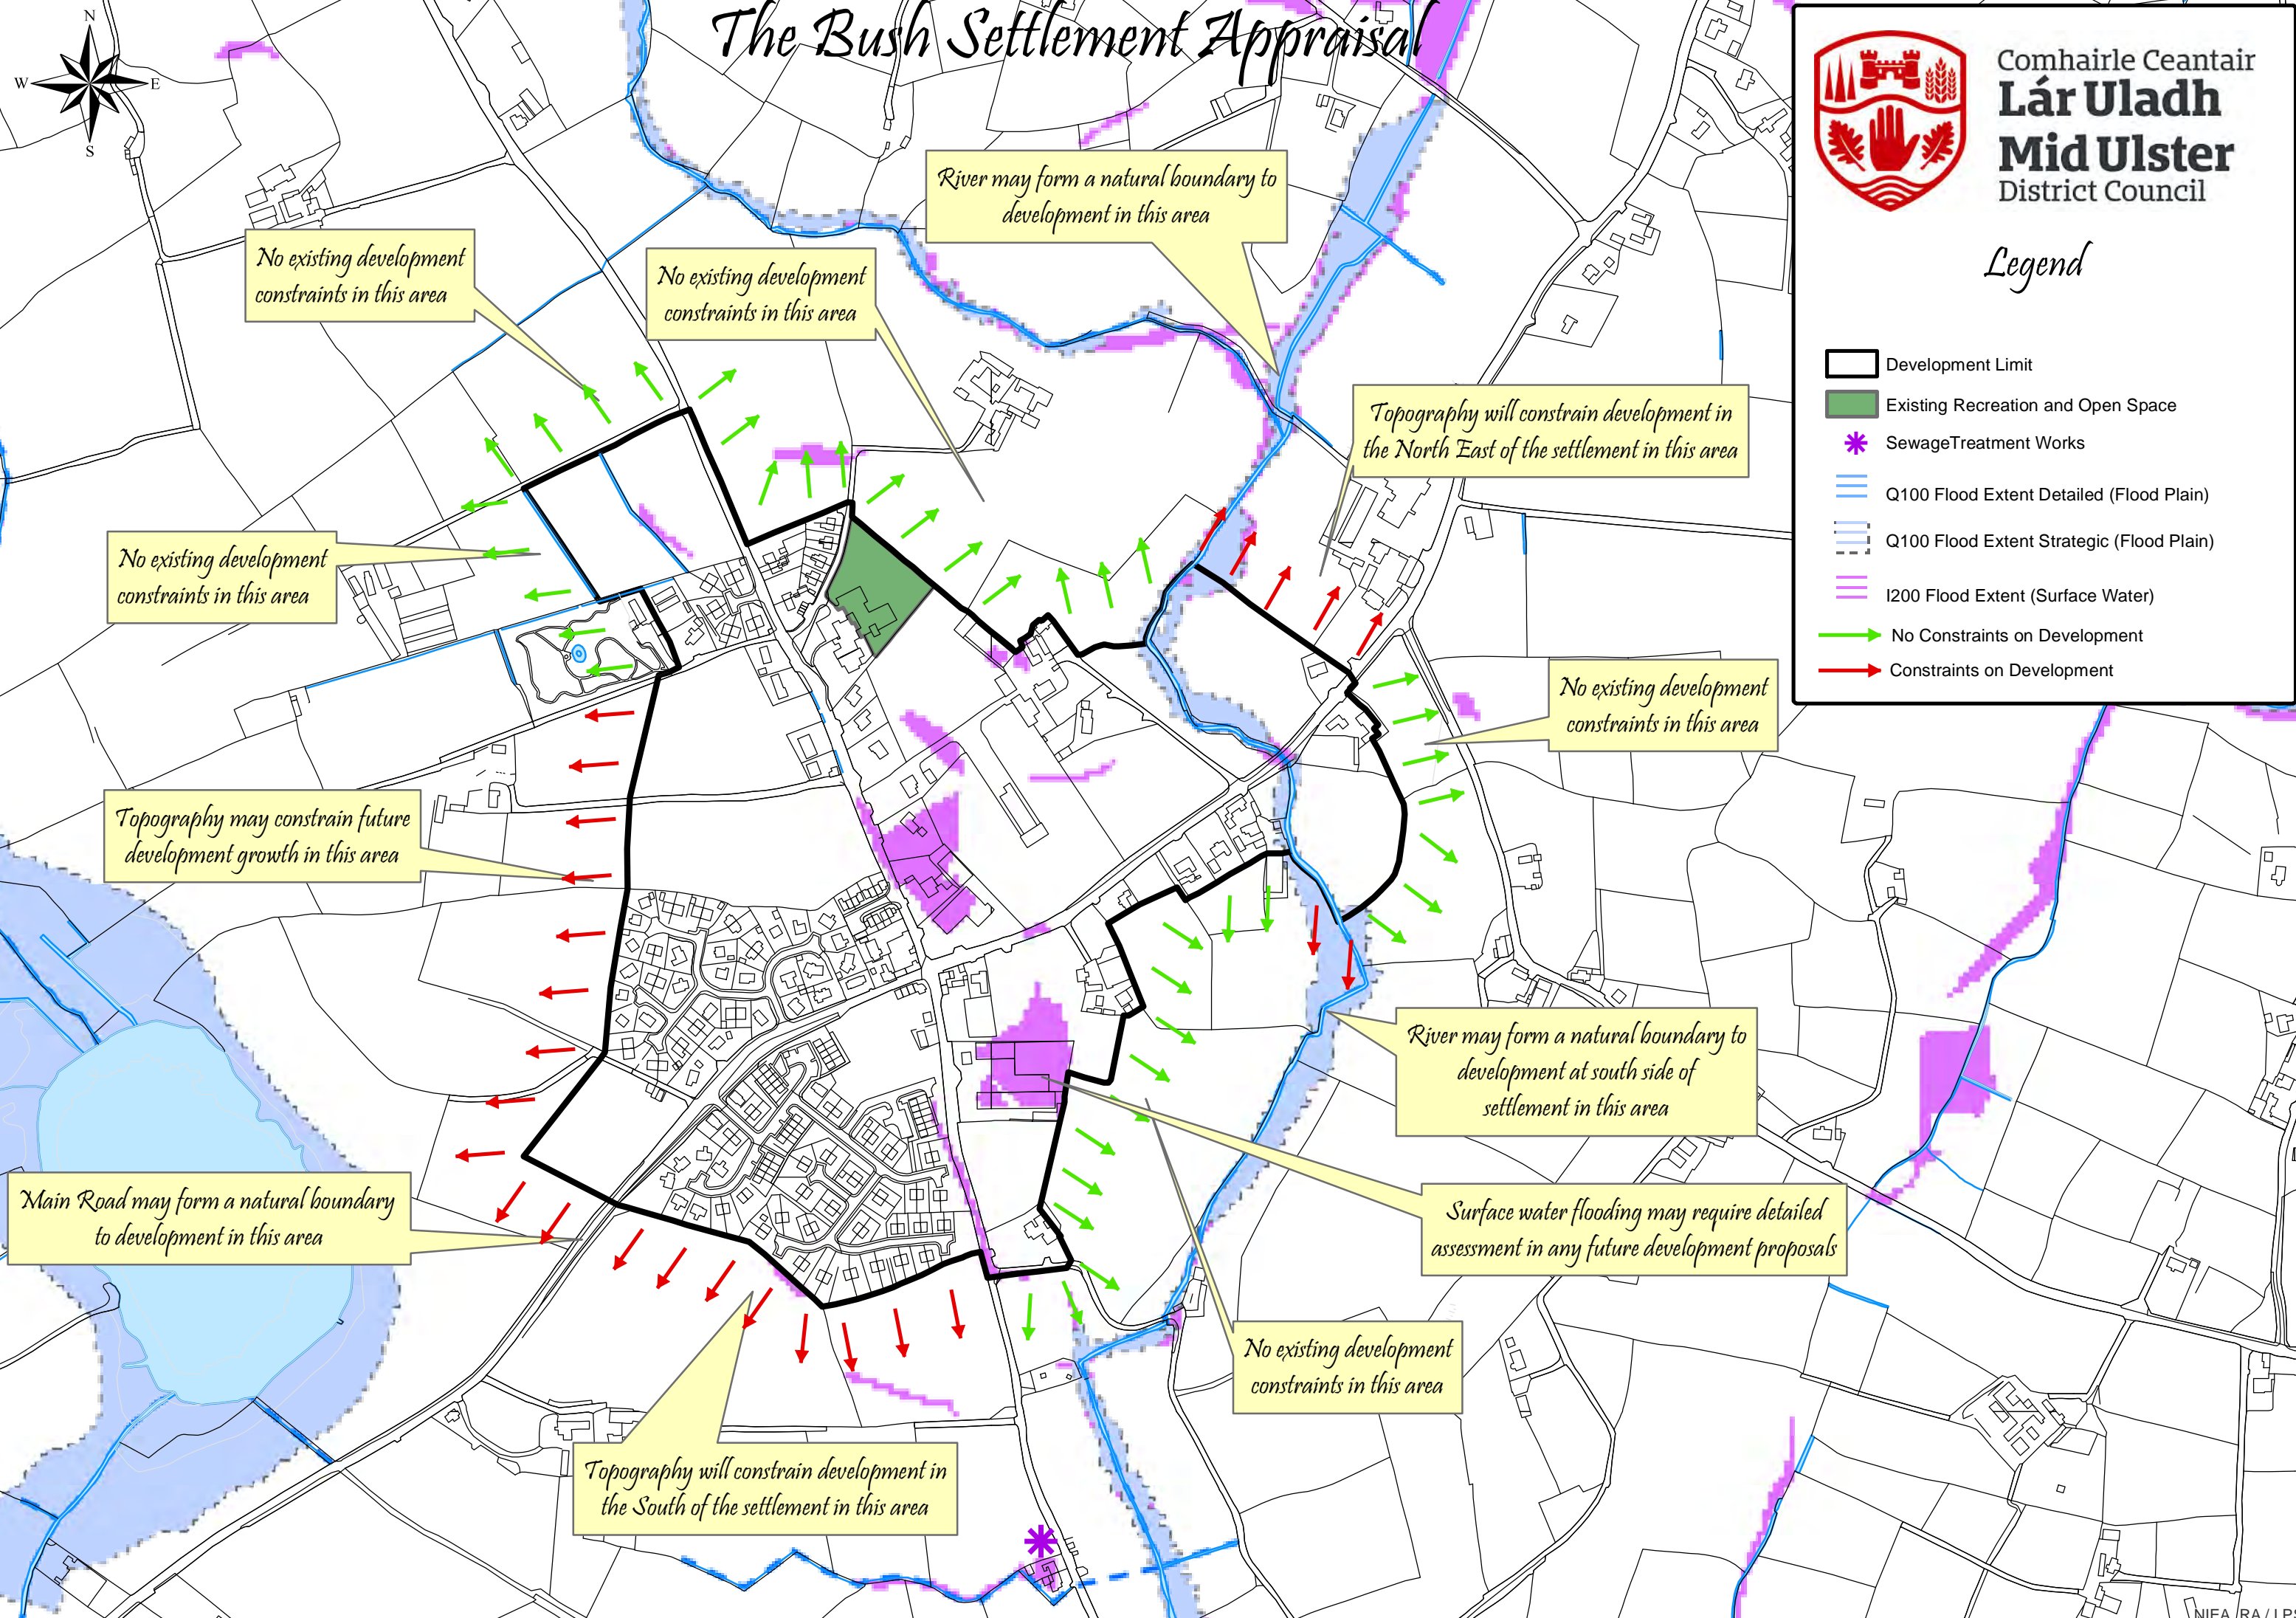 The Bush Settlement Appraisal
N
W
E
S
Comhairle Ceantair
Lár Uladh
Mid Ulster
District Council
Legend
Development Limit
Existing Recreation and Open Space
SewageTreatment Works
Q100 Flood Extent Detailed (Flood Plain)
Q100 Flood Extent Strategic (Flood Plain)
I200 Flood Extent (Surface Water)
No Constraints on Development
Constraints on Development
River may form a natural boundary to
development in this area
No existing development
constraints in this area
No existing development
constraints in this area
Topography will constrain development in
the North East of the settlement in this area
No existing development
constraints in this area
No existing development
constraints in this area
Topography may constrain future
development growth in this area
River may form a natural boundary to
development at south side of
settlement in this area
Main Road may form a natural boundary
to development in this area
Surface water flooding may require detailed
assessment in any future development proposals
No existing development
constraints in this area
Topography will constrain development in
the South of the settlement in this area